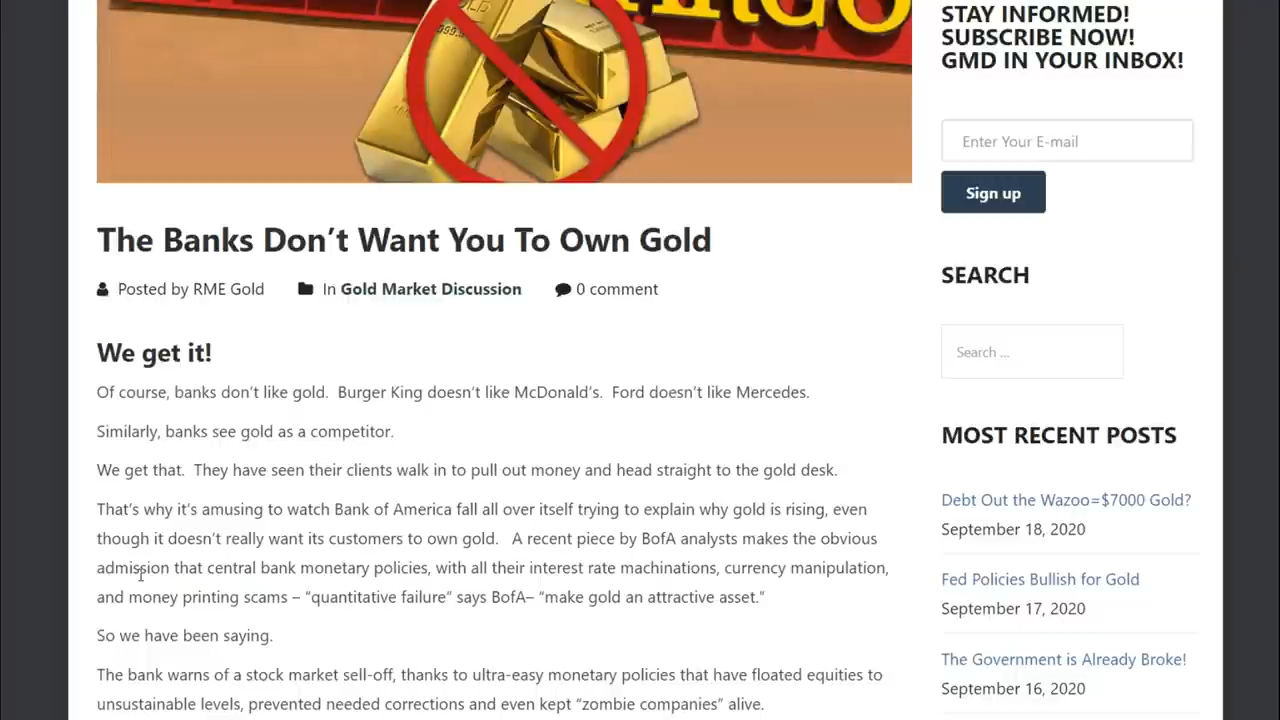 STAY INFORMED!
SUBSCRIBE NOW!
GMD IN YOUR INBOX!
Enter Your E-mail
Sign up
The Banks Don’t Want You To Own Gold
Posted by RME Gold In Gold Market Discussion 0 comment
SEARCH
Search ...
We get it!
Of course, banks don’t like gold.  Burger King doesn’t like McDonald’s.  Ford doesn’t like Mercedes.
Similarly, banks see gold as a competitor.
We get that.  They have seen their clients walk in to pull out money and head straight to the gold desk.
That’s why it’s amusing to watch Bank of America fall all over itself trying to explain why gold is rising, even
though it doesn’t really want its customers to own gold.   A recent piece by BofA analysts makes the obvious
admission that central bank monetary policies, with all their interest rate machinations, currency manipulation,
and money printing scams – “quantitative failure” says BofA– “make gold an attractive asset.”
So we have been saying.
The bank warns of a stock market sell-off, thanks to ultra-easy monetary policies that have floated equities to
unsustainable levels, prevented needed corrections and even kept “zombie companies” alive.
MOST RECENT POSTS
Debt Out the Wazoo=$7000 Gold?
September 18, 2020
Fed Policies Bullish for Gold
September 17, 2020
The Government is Already Broke!
September 16, 2020